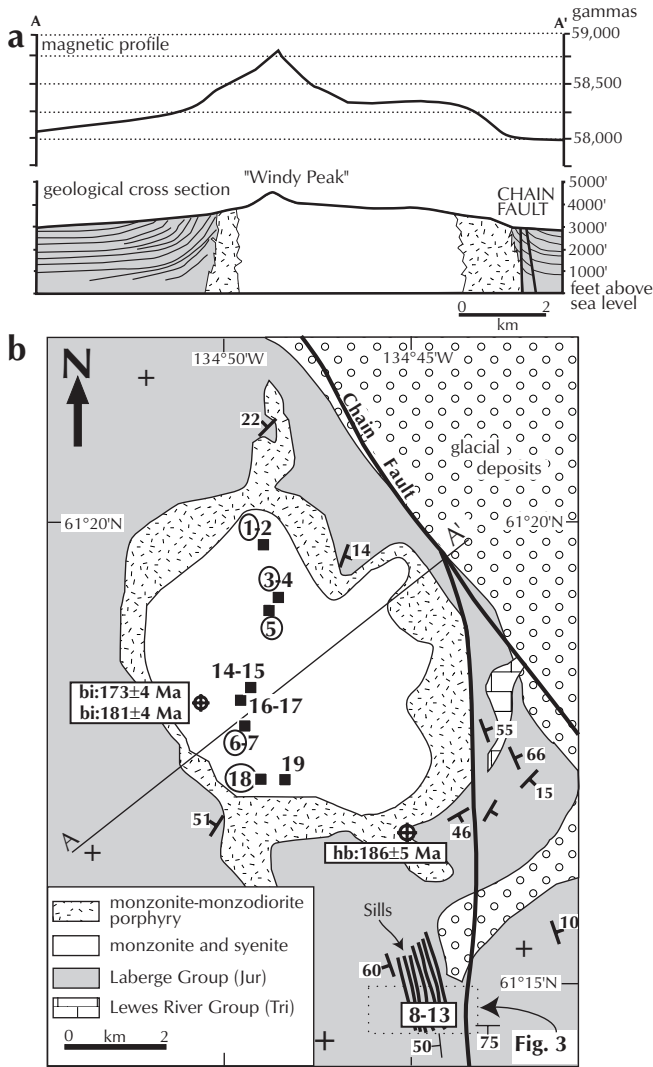 A
A'
gammas
a
magnetic profile
59,000
58,500
58,000
geological cross section
"Windy Peak"
CHAIN
FAULT
5000'
4000'
3000'
2000'
1000'
feet above
sea level
0 2
km
b
134°50'W
134°45'W
N
22
Chain
Fault
glacial
deposits
61°20'N
61°20'N
1-2
14
A'
3-4
5
14-15
bi:173±4 Ma
bi:181±4 Ma
16-17
6-7
55
66
18
19
15
51
46
A
hb:186±5 Ma
monzonite-monzodiorite
porphyry
monzonite and syenite
Laberge Group (Jur)
Lewes River Group (Tri)
0 km 2
Sills
10
60
61°15'N
8-13
50
75
Fig. 3